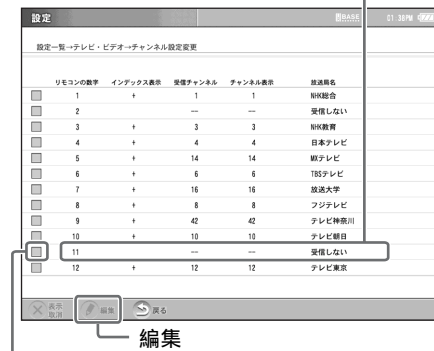 設定 BASE 01:38PM
設定一覧→テレビ・ビデオ→チャンネル設定変更
リモコンの数字 インデックス表示 受信チャンネル チャンネル表示 放送局名
1 + 1 1 NHK総合
2 -- -- 受信しない
3 + 3 3 NHK教育
4 + 4 4 日本テレビ
5 + 14 14 MXテレビ
6 + 6 6 TBSテレビ
7 + 16 16 放送大学
8 + 8 8 フジテレビ
9 + 42 42 テレビ神奈川
10 + 10 10 テレビ朝日
11 -- -- 受信しない
12 + 12 12 テレビ東京
表示取消 編集 戻る
編集